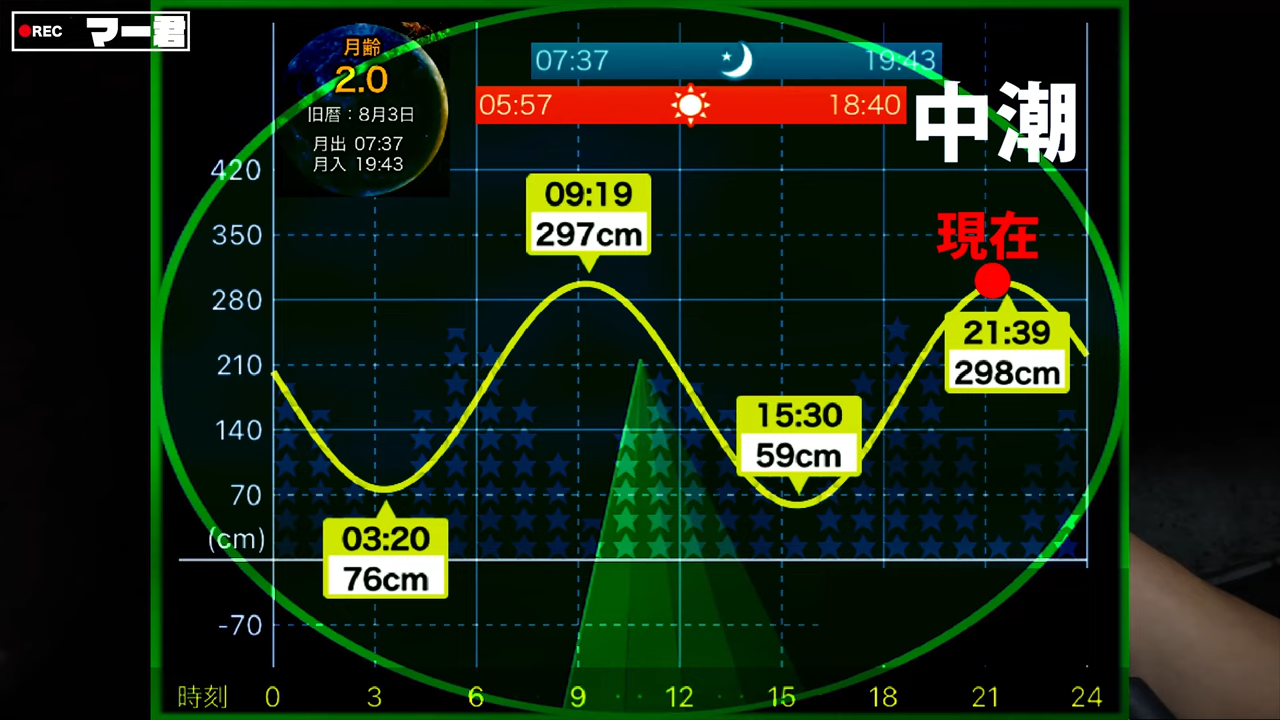 REC マー君
月齢
2.0
旧暦：8月3日
月出 07:37
月入 19:43
07:37 19:43
05:57 18:40
中潮
現在
420
350
280
210
140
70
(cm)
-70
09:19
297cm
21:39
298cm
15:30
59cm
03:20
76cm
時刻 0 3 6 9 12 15 18 21 24